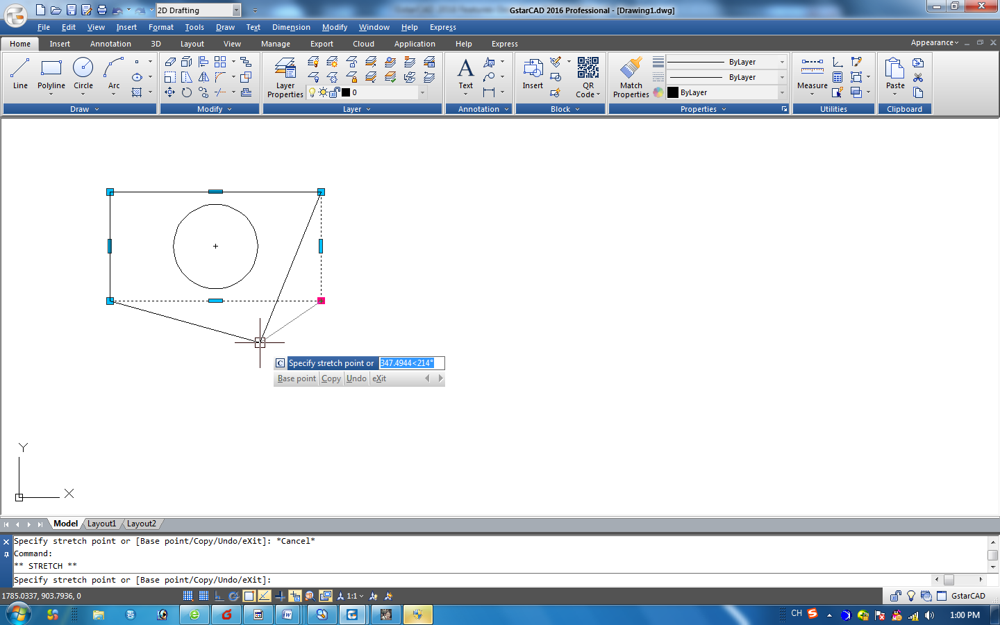 2D Drafting
GstarCAD 2016 Professional - [Drawing1.dwg]
File Edit View Insert Format Tools Draw Text Dimension Modify Window Help Express
Home Insert Annotation 3D Layout View Manage Export Cloud Application Help Express Appearance
Line Polyline Circle Arc
Layer Properties
0
Text
Insert
QR Code
Match Properties
ByLayer
ByLayer
ByLayer
Measure
Paste
Draw Modify Layer Annotation Block Properties Utilities Clipboard
C Specify stretch point or 347.4944<214°
Base point Copy Undo eXit
Y
X
Model Layout1 Layout2
Specify stretch point or [Base point/Copy/Undo/eXit]: *Cancel*
Command:
** STRETCH **
Specify stretch point or [Base point/Copy/Undo/eXit]:
1785.0337, 903.7936, 0
1:1
GstarCAD
CH
1:00 PM